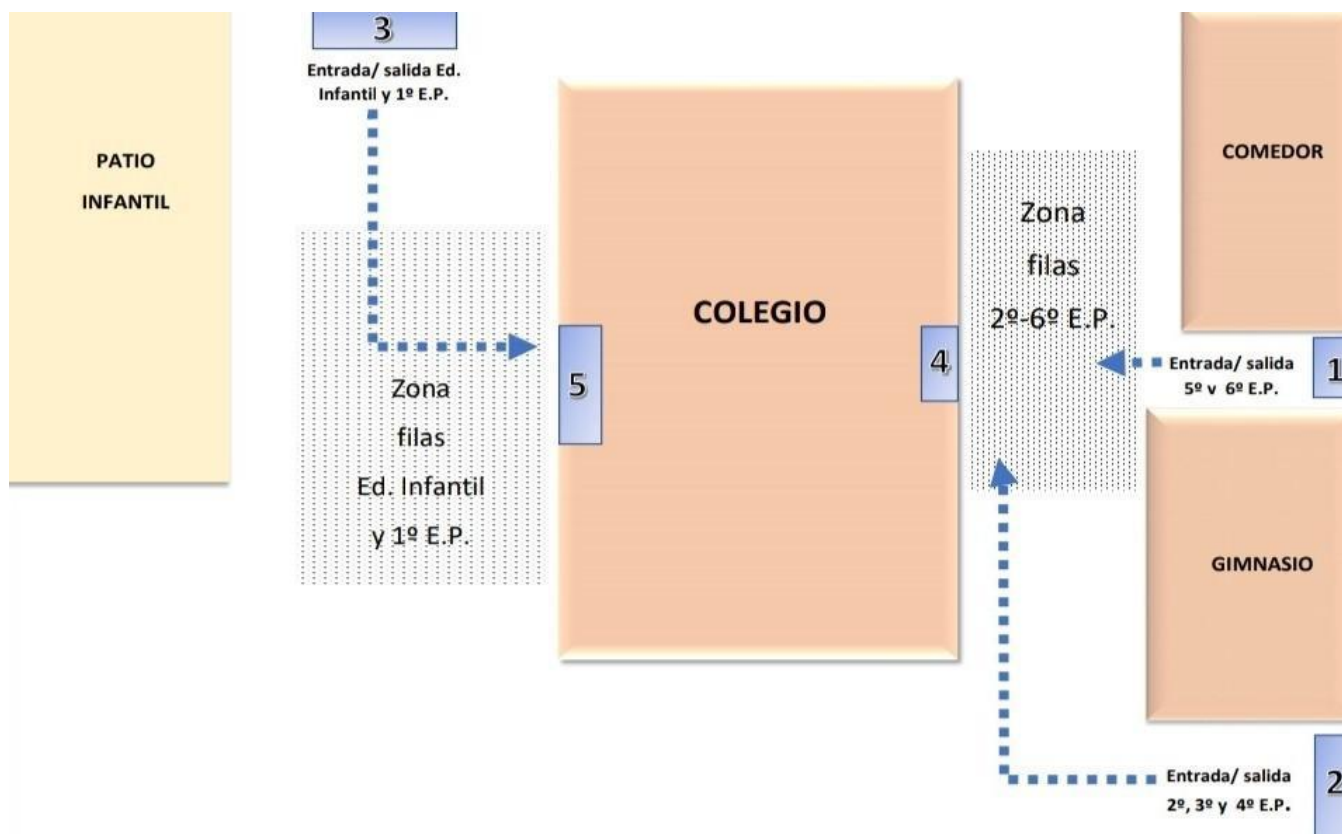 3
Entrada/ salida Ed.
Infantil y 1º E.P.
PATIO
INFANTIL
COMEDOR
Zona
filas
2º-6º E.P.
COLEGIO
4
5
Entrada/ salida
5º v 6º E.P.
1
Zona
filas
Ed. Infantil
y 1º E.P.
GIMNASIO
Entrada/ salida
2º, 3º y 4º E.P.
2